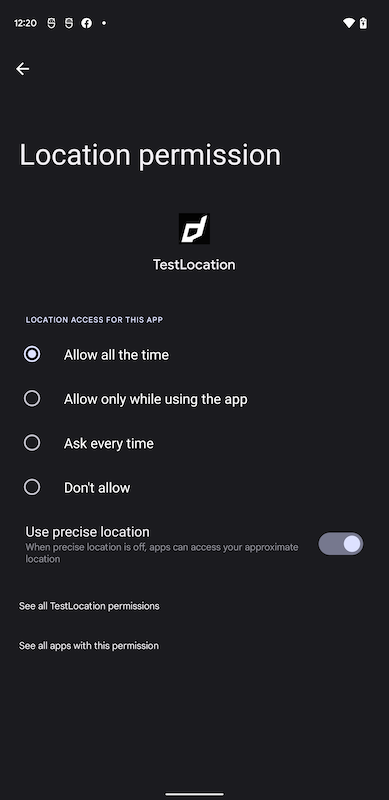 12:20
Location permission
TestLocation
LOCATION ACCESS FOR THIS APP
Allow all the time
Allow only while using the app
Ask every time
Don't allow
Use precise location
When precise location is off, apps can access your approximate
location
See all TestLocation permissions
See all apps with this permission